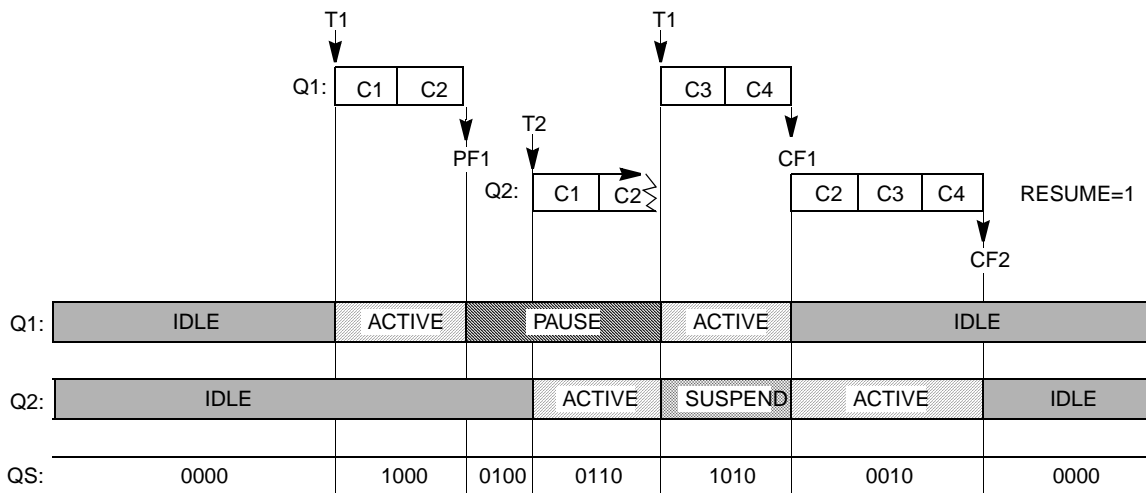 T1 T1
Q1: C1 C2 C3 C4
T2
PF1 CF1
Q2: C1 C2 C2 C3 C4 RESUME=1
CF2
Q1: IDLE ACTIVE PAUSE ACTIVE IDLE
Q2: IDLE ACTIVE SUSPEND ACTIVE IDLE
QS: 0000 1000 0100 0110 1010 0010 0000